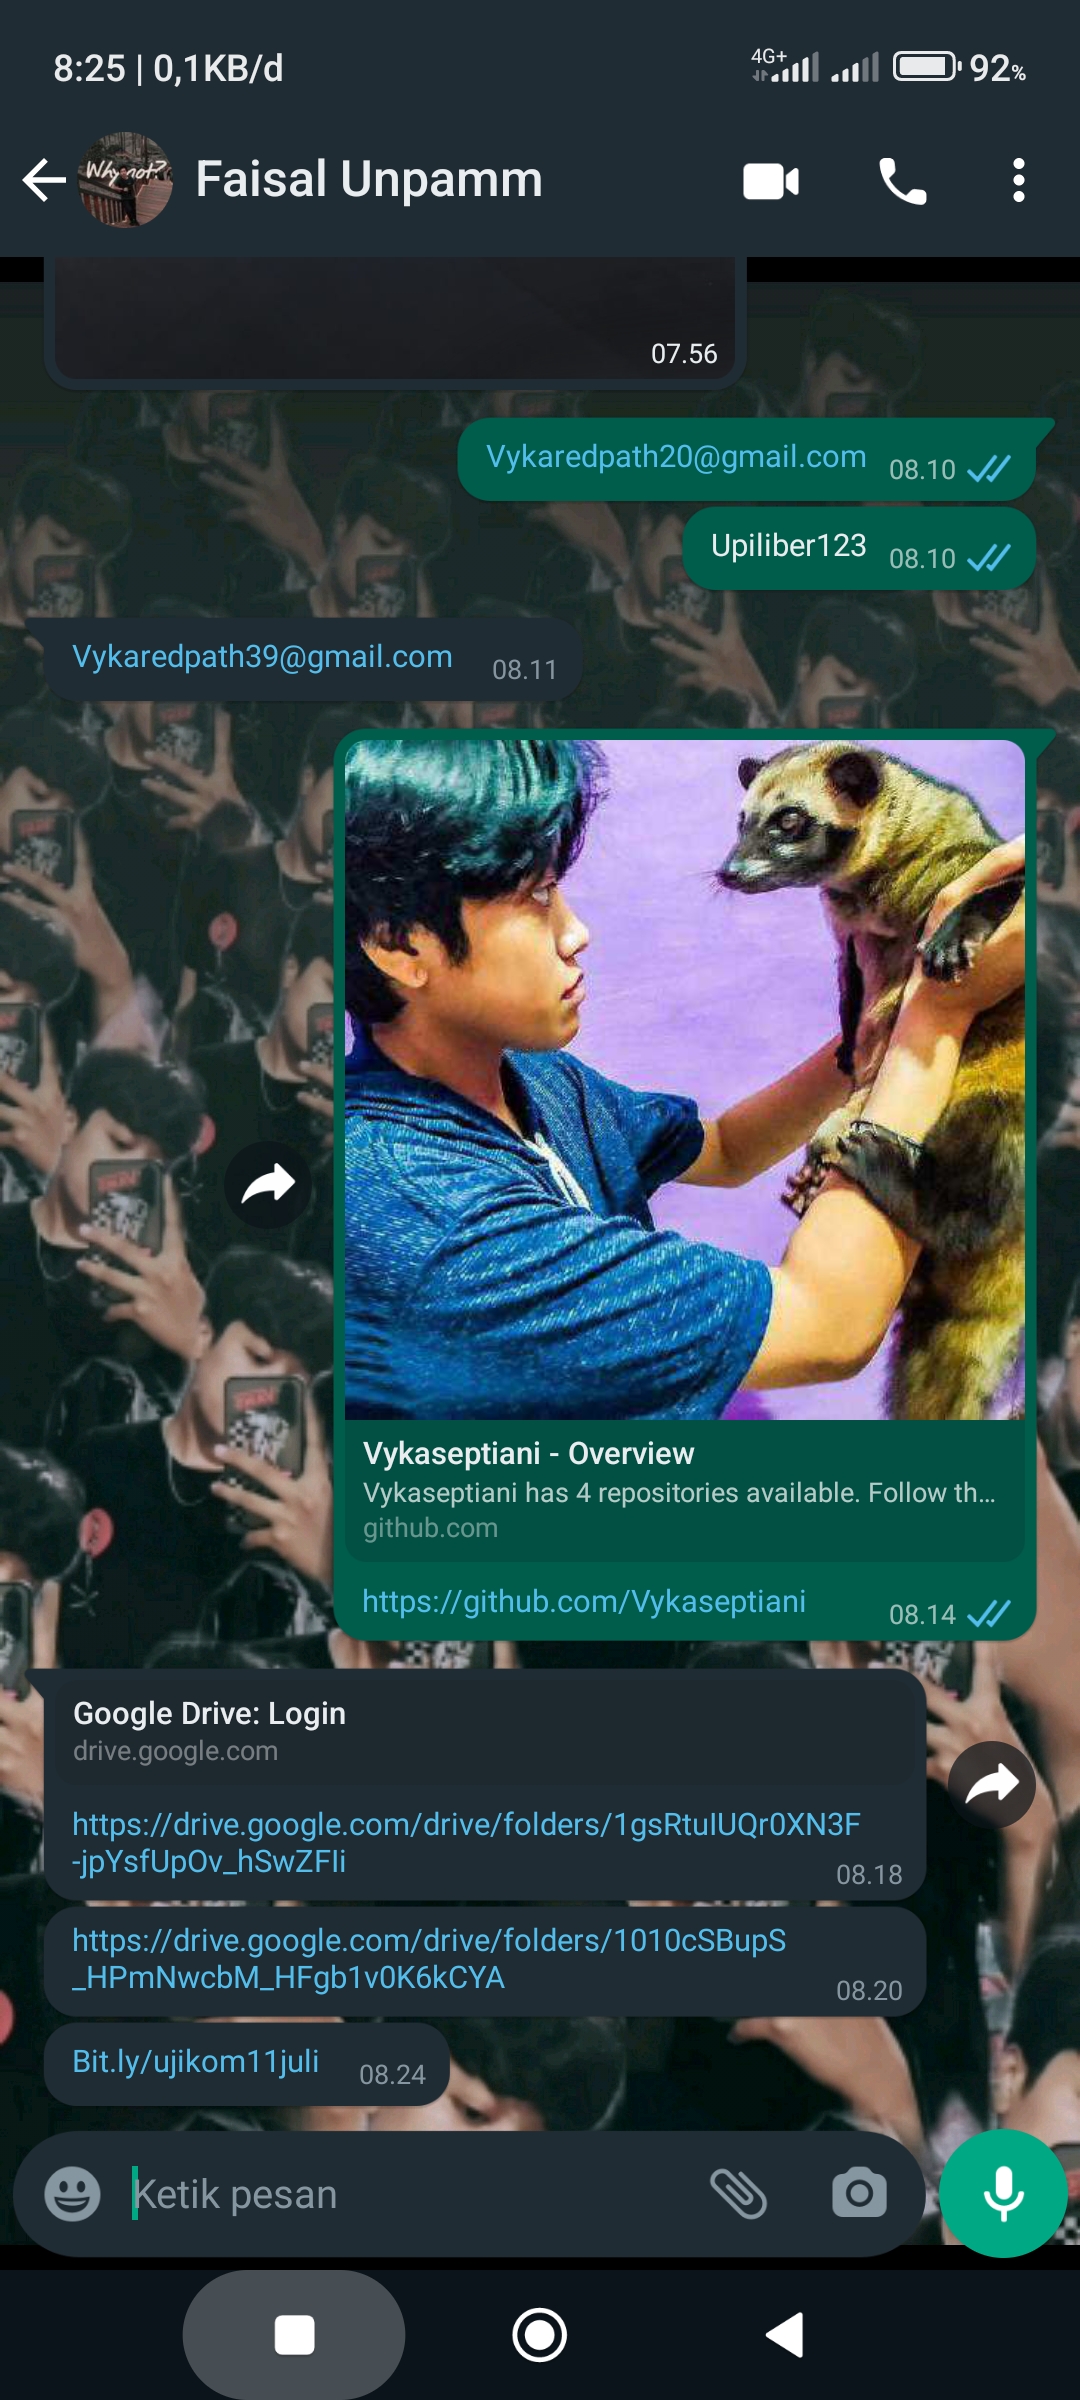 8:25 | 0,1KB/d
4G+
92%
Why not?
Faisal Unpamm
07.56
Vykaredpath20@gmail.com 08.10
Upiliber123 08.10
Vykaredpath39@gmail.com 08.11
Vykaseptiani - Overview
Vykaseptiani has 4 repositories available. Follow th...
github.com
https://github.com/Vykaseptiani
08.14
Google Drive: Login
drive.google.com
https://drive.google.com/drive/folders/1gsRtuIUQr0XN3F
-jpYsfUpOv_hSwZFIi
08.18
https://drive.google.com/drive/folders/1010cSBupS
_HPmNwcbM_HFgb1v0K6kCYA
08.20
Bit.ly/ujikom11juli 08.24
Ketik pesan